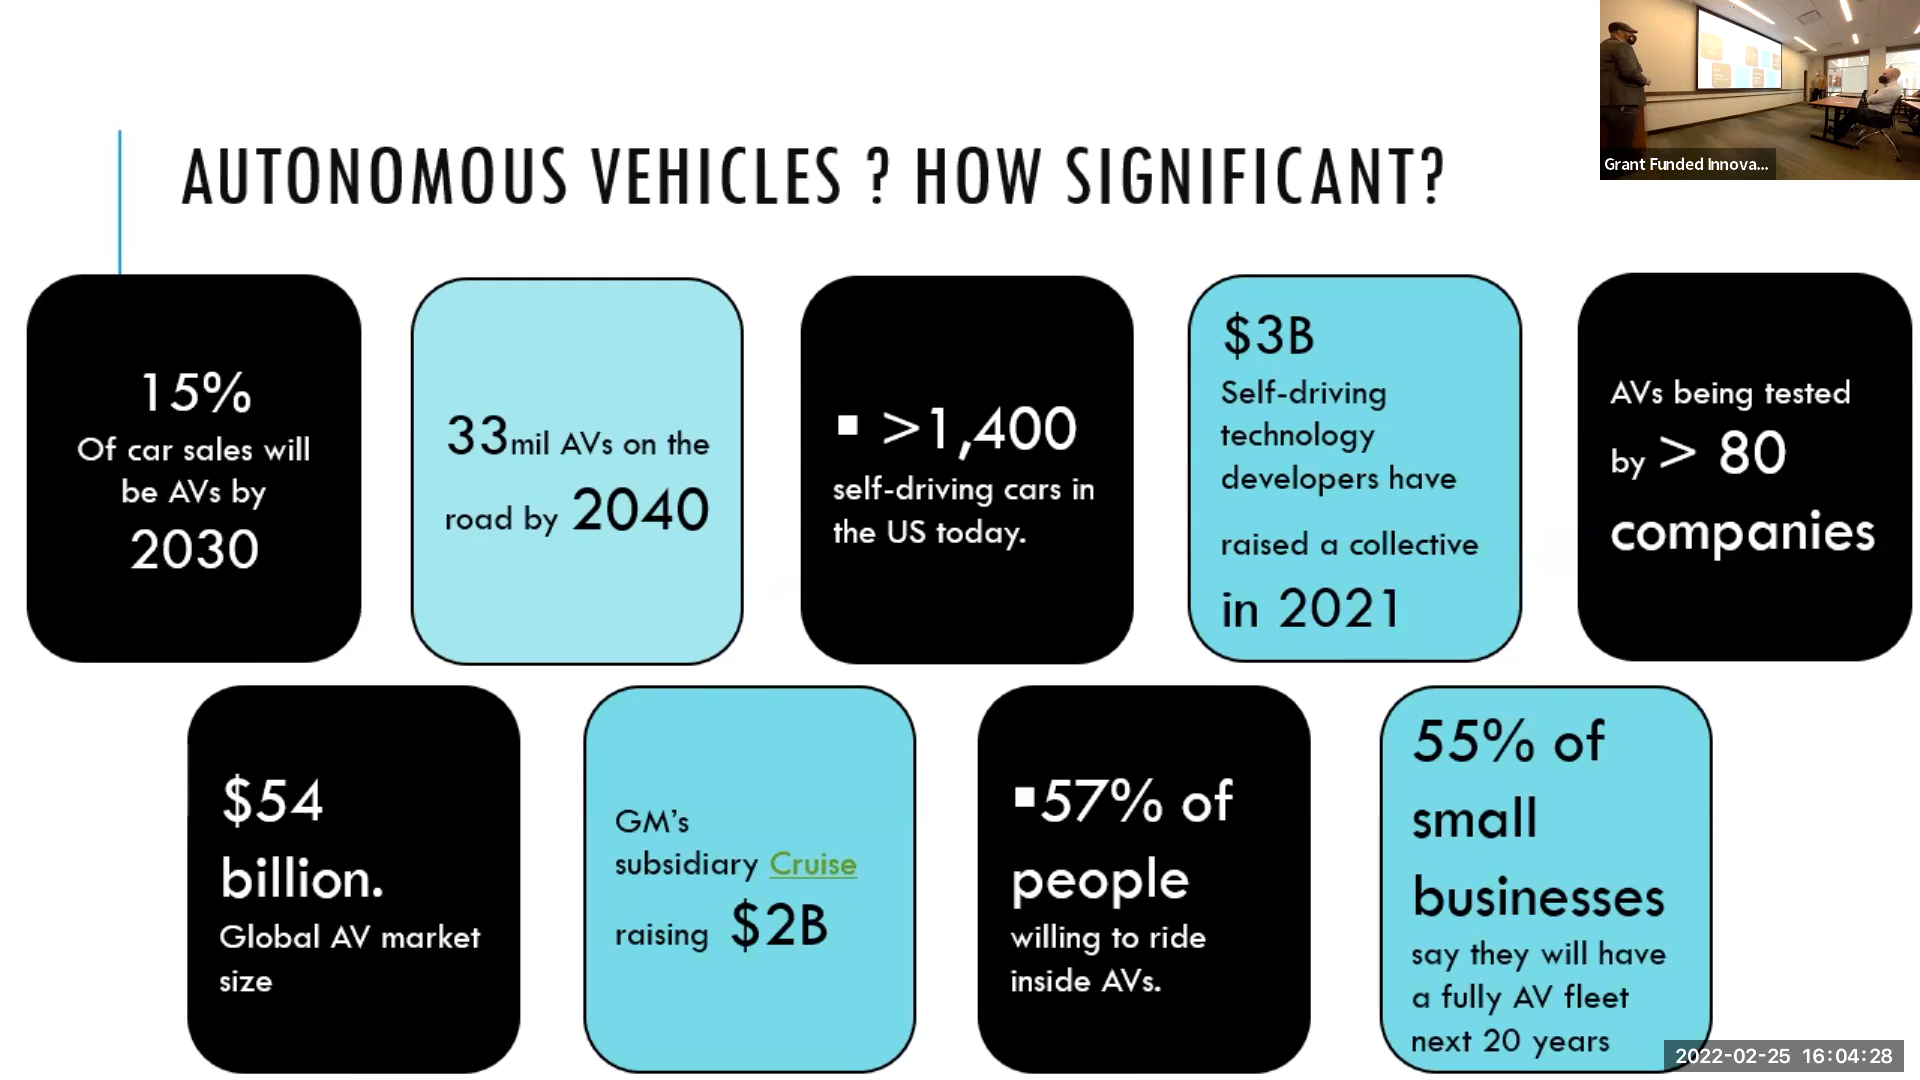 Grant Funded Innova...
AUTONOMOUS VEHICLES ? HOW SIGNIFICANT?
15%
Of car sales will
be AVs by
2030
33mil AVs on the
road by 2040
▪ >1,400
self-driving cars in
the US today.
$3B
Self-driving
technology
developers have
raised a collective
in 2021
AVs being tested
by > 80
companies
$54
billion.
Global AV market
size
GM’s
subsidiary Cruise
raising $2B
▪57% of
people
willing to ride
inside AVs.
55% of
small
businesses
say they will have
a fully AV fleet
next 20 years
2022-02-25 16:04:28